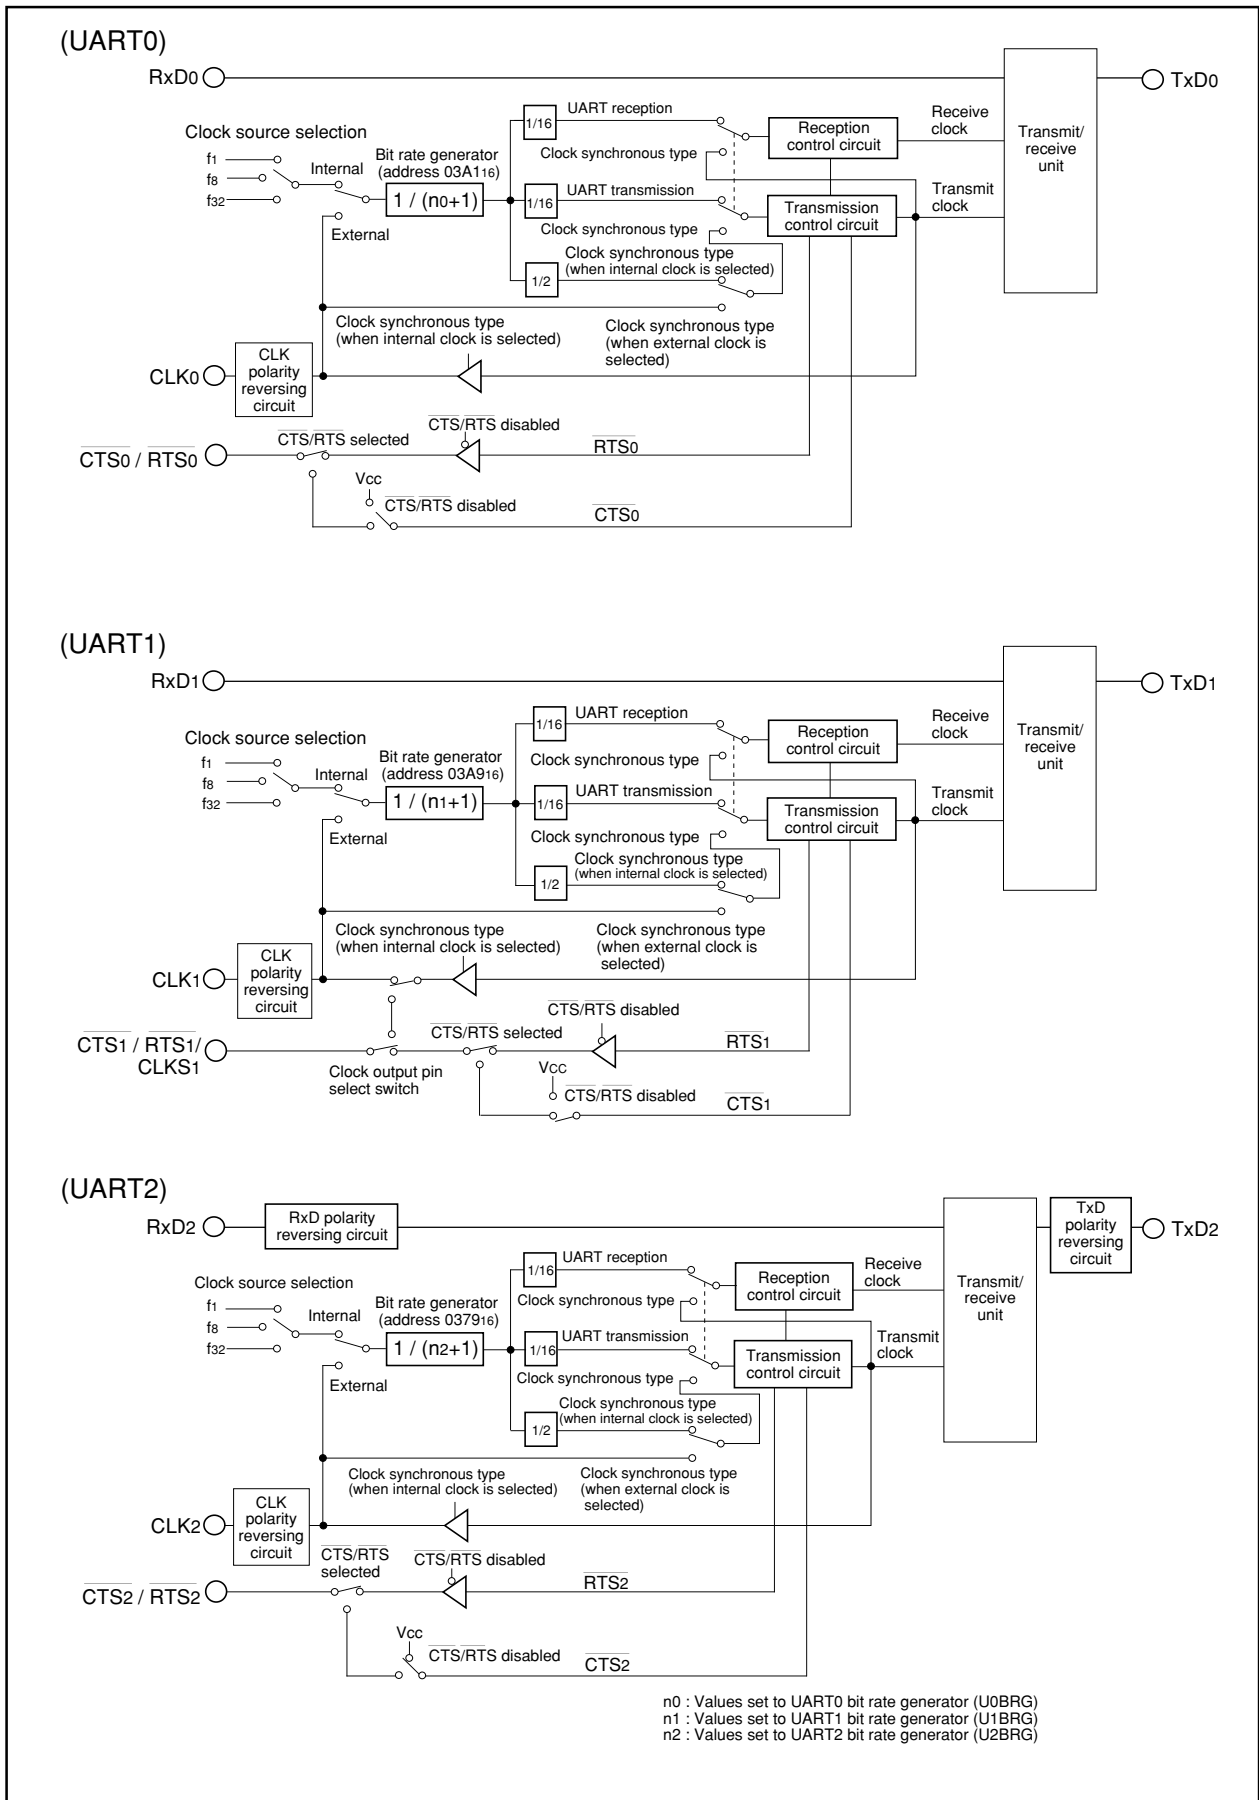 (UART0)
RxD0
TxD0
Clock source selection
f1
f8
f32
Internal
External
Bit rate generator
(address 03A116)
1 / (n0+1)
1/16
UART reception
Clock synchronous type
1/16
UART transmission
Clock synchronous type
Clock synchronous type
(when internal clock is selected)
1/2
Reception
control circuit
Receive
clock
Transmission
control circuit
Transmit
clock
Transmit/
receive
unit
Clock synchronous type
(when internal clock is selected)
Clock synchronous type
(when external clock is
selected)
CLK0
CLK
polarity
reversing
circuit
CTS/RTS disabled
CTS/RTS selected
CTS0 / RTS0
RTS0
Vcc
CTS/RTS disabled
CTS0
(UART1)
RxD1
TxD1
Clock source selection
f1
f8
f32
Internal
External
Bit rate generator
(address 03A916)
1 / (n1+1)
1/16
UART reception
Clock synchronous type
1/16
UART transmission
Clock synchronous type
Clock synchronous type
(when internal clock is selected)
1/2
Reception
control circuit
Receive
clock
Transmission
control circuit
Transmit
clock
Transmit/
receive
unit
Clock synchronous type
(when internal clock is selected)
Clock synchronous type
(when external clock is
selected)
CLK1
CLK
polarity
reversing
circuit
CTS/RTS disabled
CTS/RTS selected
CTS1 / RTS1/
CLKS1
RTS1
Clock output pin
select switch
VCC
CTS/RTS disabled
CTS1
(UART2)
RxD2
RxD polarity
reversing circuit
TxD
polarity
reversing
circuit
TxD2
Clock source selection
f1
f8
f32
Internal
External
Bit rate generator
(address 037916)
1 / (n2+1)
1/16
UART reception
Clock synchronous type
1/16
UART transmission
Clock synchronous type
Clock synchronous type
(when internal clock is selected)
1/2
Reception
control circuit
Receive
clock
Transmission
control circuit
Transmit
clock
Transmit/
receive
unit
Clock synchronous type
(when internal clock is selected)
Clock synchronous type
(when external clock is
selected)
CLK2
CLK
polarity
reversing
circuit
CTS/RTS
selected
CTS/RTS disabled
CTS2 / RTS2
RTS2
Vcc
CTS/RTS disabled
CTS2
n0 : Values set to UART0 bit rate generator (U0BRG)
n1 : Values set to UART1 bit rate generator (U1BRG)
n2 : Values set to UART2 bit rate generator (U2BRG)